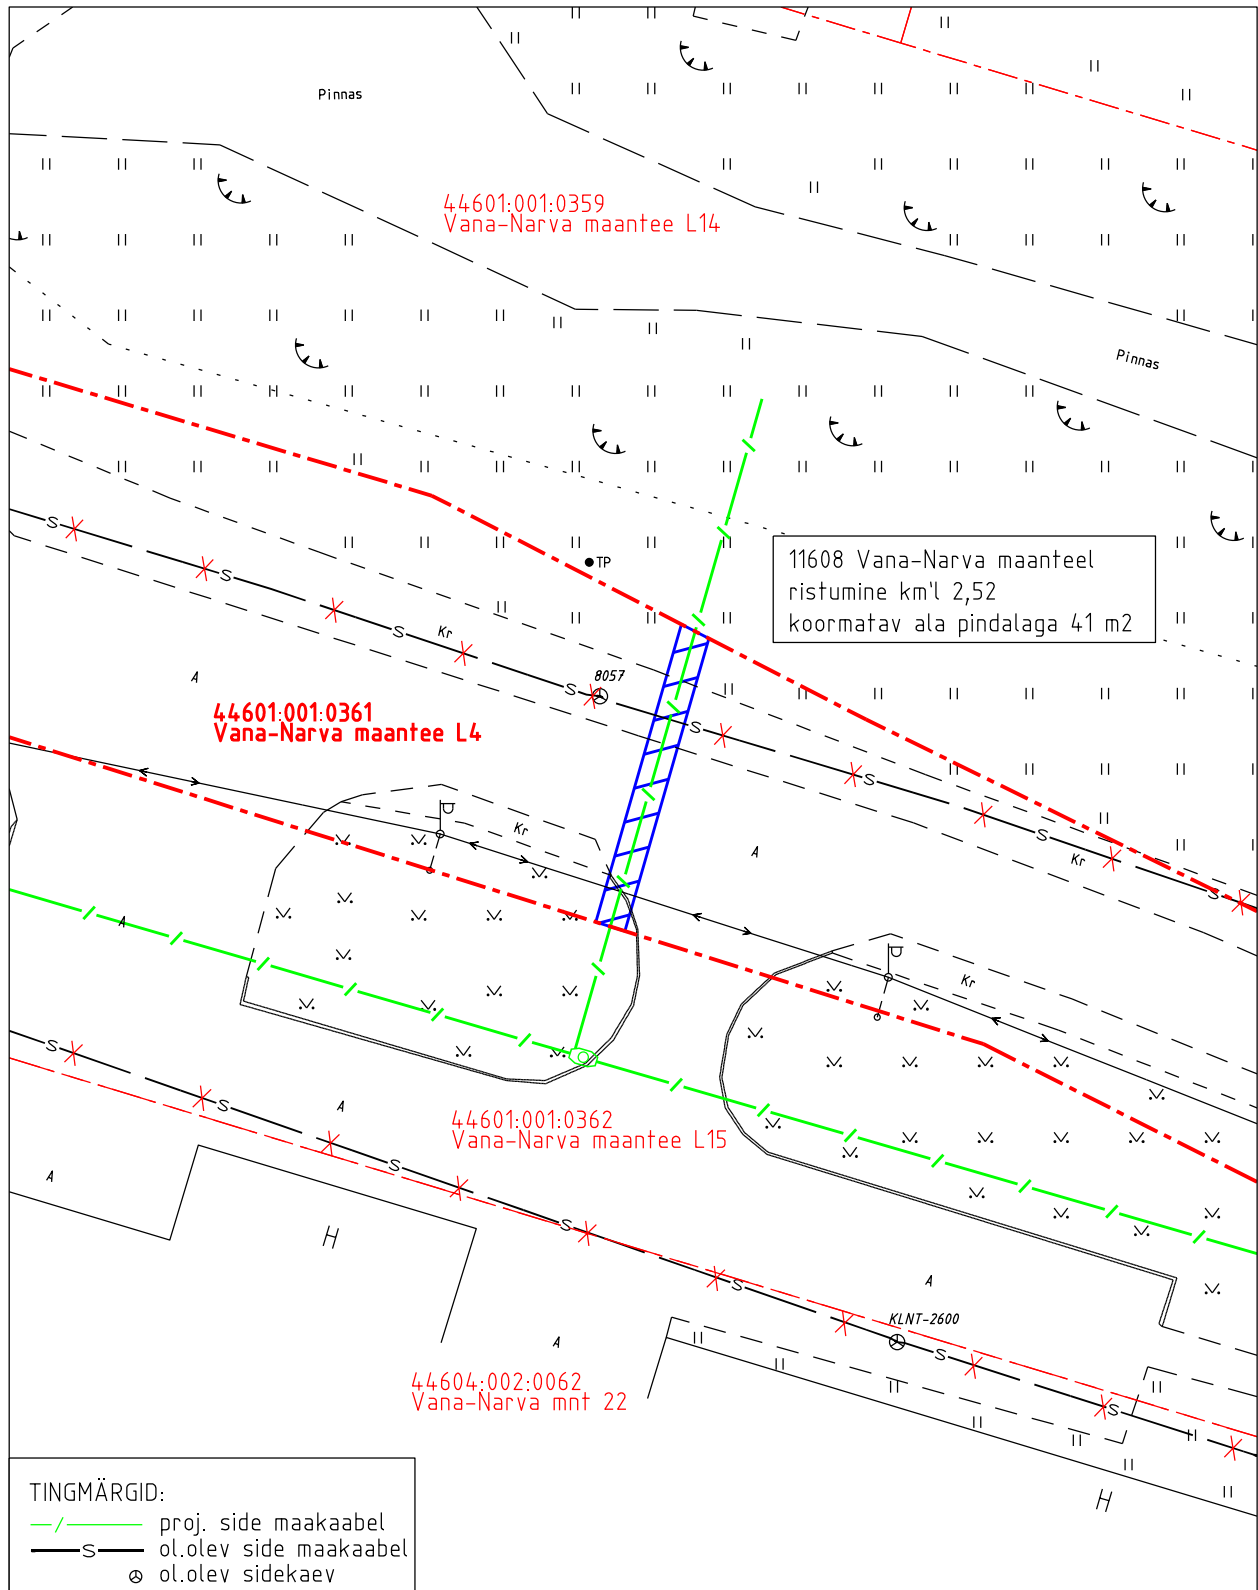 Pinnas
44601:001:0359
Vana-Narva maantee L14
Pinnas
TP
11608 Vana-Narva maanteel
ristumine km'l 2,52
koormatav ala pindalaga 41 m2
S
S
S
S
Kr
S
8057
A
44601:001:0361
Vana-Narva maantee L4
S
S
S
Kr
S
Kr
A
A
Kr
S
S
A
S
44601:001:0362
Vana-Narva maantee L15
A
S
H
A
S
KLNT-2600
S
A
44604:002:0062
Vana-Narva mnt 22
S
H
TINGMÄRGID:
proj. side maakaabel
S ol.olev side maakaabel
ol.olev sidekaev